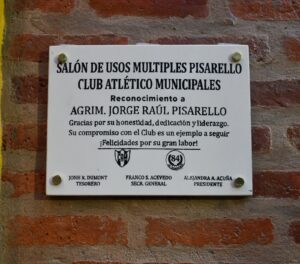 SALÓN DE USOS MULTIPLES PISARELLO
CLUB ATLÉTICO MUNICIPALES
Reconocimiento a
AGRIM. JORGE RAÚL PISARELLO
Gracias por su honestidad, dedicación y liderazgo.
Su compromiso con el Club es un ejemplo a seguir
¡Felicidades por su gran labor!
84
JOHN R. DUMONT FRANCO S. ACEVEDO ALEJANDRA A. ACUÑA
TESORERO SECR. GENERAL PRESIDENTE